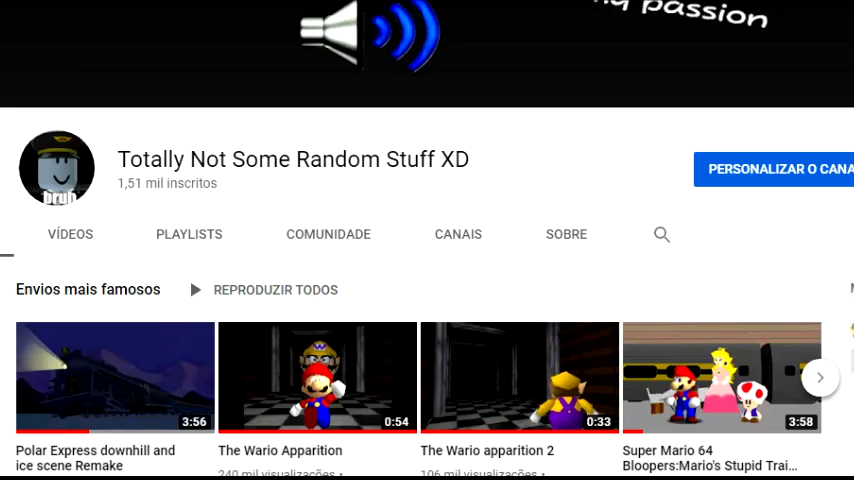 passion
Totally Not Some Random Stuff XD
1,51 mil inscritos
PERSONALIZAR O CANA
bruh
VÍDEOS PLAYLISTS COMUNIDADE CANAIS SOBRE
Envios mais famosos REPRODUZIR TODOS
3:56 0:54 0:33 3:58
Polar Express downhill and
ice scene Remake
The Wario Apparition
240 mil visualizações •
The Wario apparition 2
106 mil visualizações •
Super Mario 64
Bloopers:Mario's Stupid Trai...